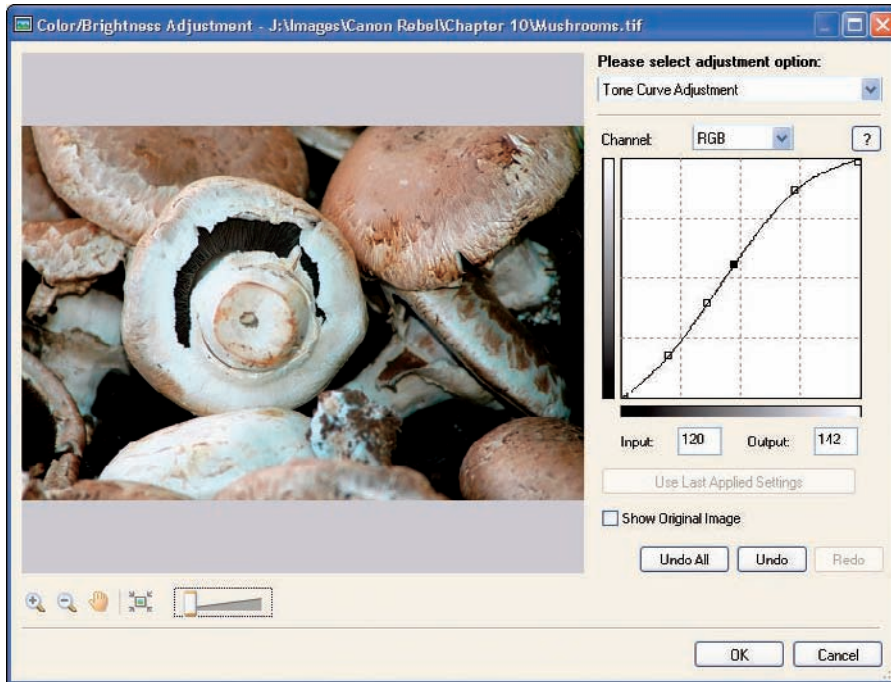 Color/Brightness Adjustment - J:\Images\Canon Rebel\Chapter 10\Mushrooms.tif
Please select adjustment option:
Tone Curve Adjustment
Channel: RGB ?
Input: 120 Output: 142
Use Last Applied Settings
Show Original Image
Undo All Undo Redo
OK Cancel